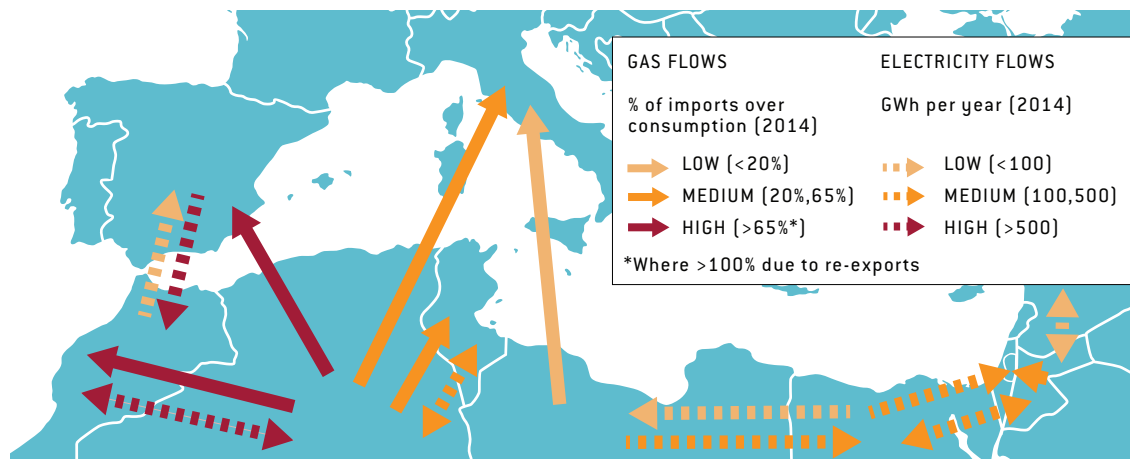 GAS FLOWS
% of imports over
consumption (2014)
LOW (<20%)
MEDIUM (20%,65%)
HIGH (>65%*)
*Where >100% due to re-exports
ELECTRICITY FLOWS
GWh per year (2014)
LOW (<100)
MEDIUM (100,500)
HIGH (>500)